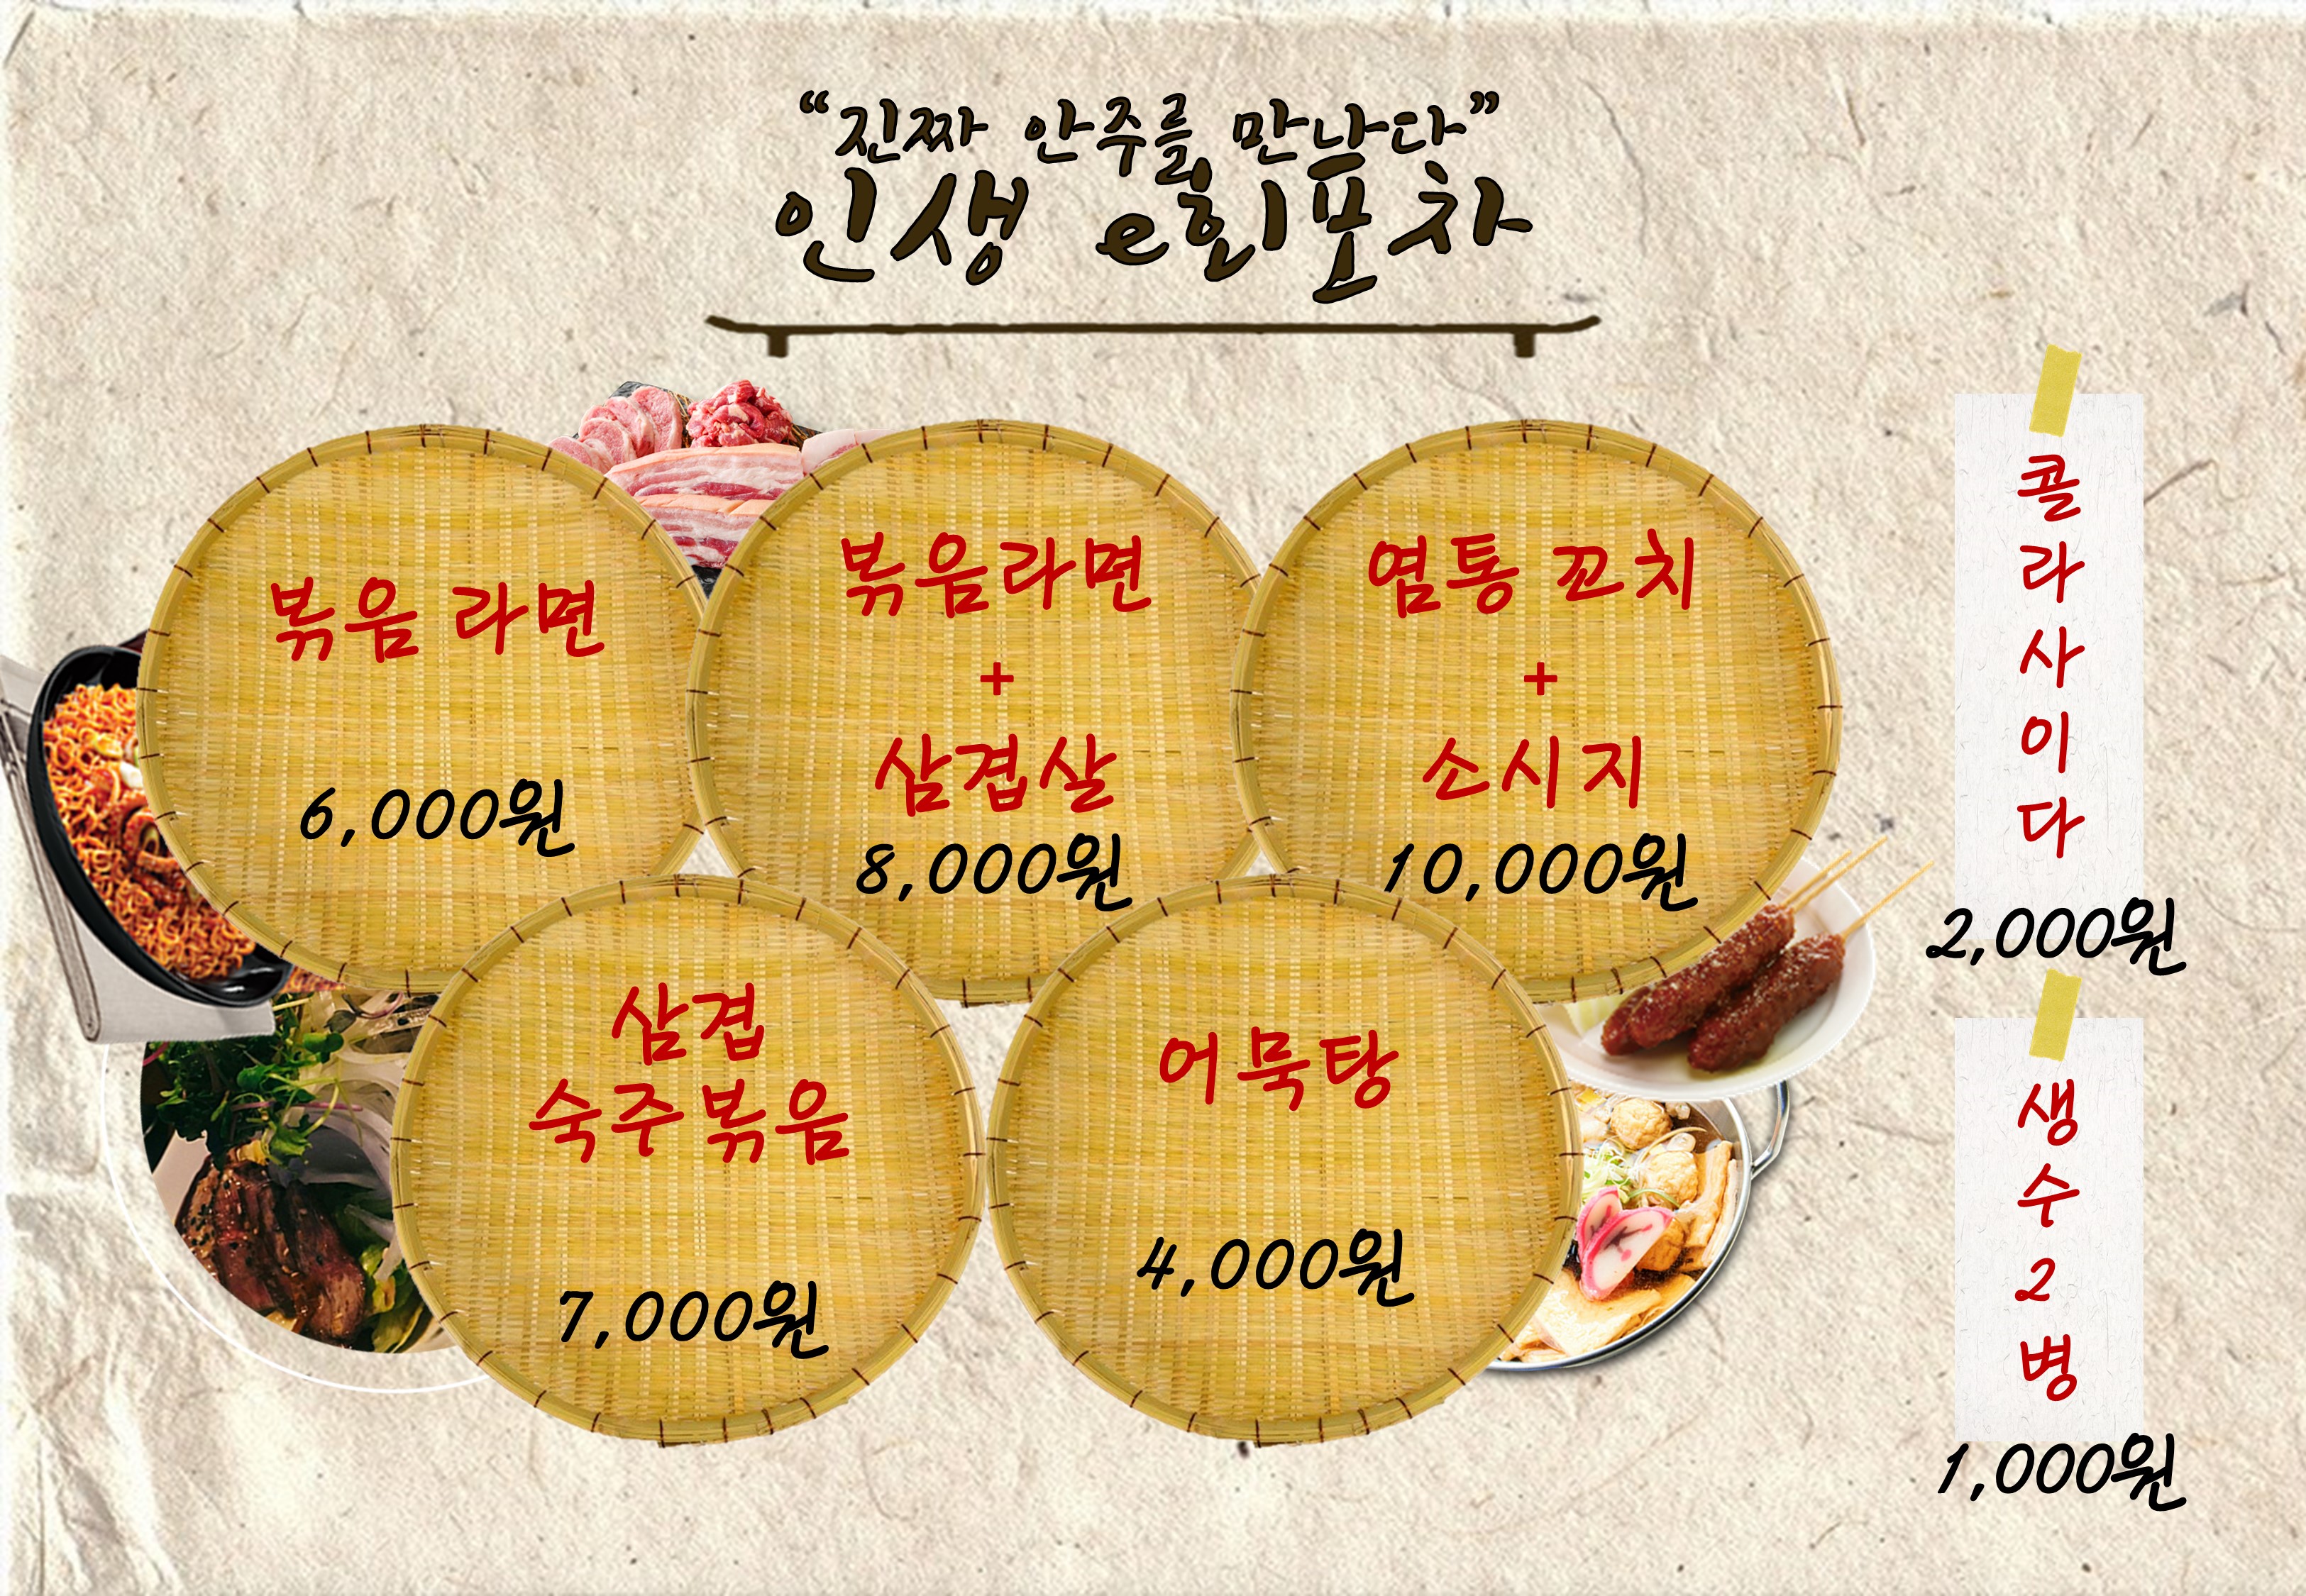 “진짜 안주를 만나다”
인생 e회포차
볶음 라면
6,000원
볶음라면
+
삼겹살
8,000원
염통 꼬치
+
소시지
10,000원
삼겹
숙주볶음
7,000원
어묵탕
4,000원
콜
라
사
이
다
2,000원
생
수
2
병
1,000원